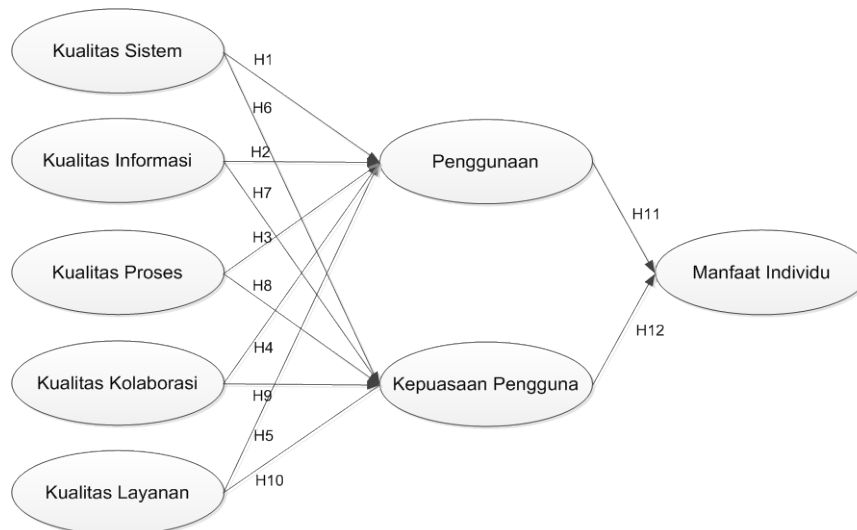 Kualitas Sistem
H1
H6
Kualitas Informasi
H2
Penggunaan
H7
H11
H3
Kualitas Proses
Manfaat Individu
H8
H12
H4
Kualitas Kolaborasi
Kepuasaan Pengguna
H9
H5
Kualitas Layanan
H10